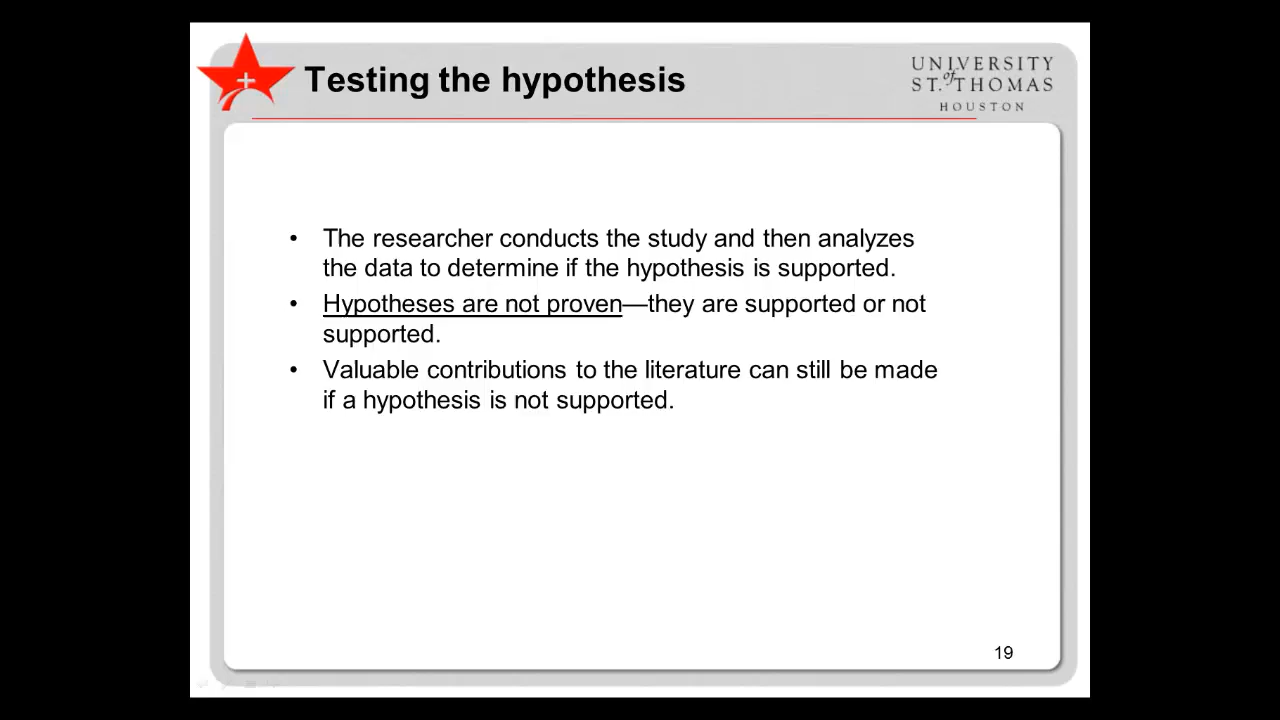 Testing the hypothesis
UNIVERSITY
of
ST. THOMAS
HOUSTON
• The researcher conducts the study and then analyzes
the data to determine if the hypothesis is supported.
• Hypotheses are not proven—they are supported or not
supported.
• Valuable contributions to the literature can still be made
if a hypothesis is not supported.
19